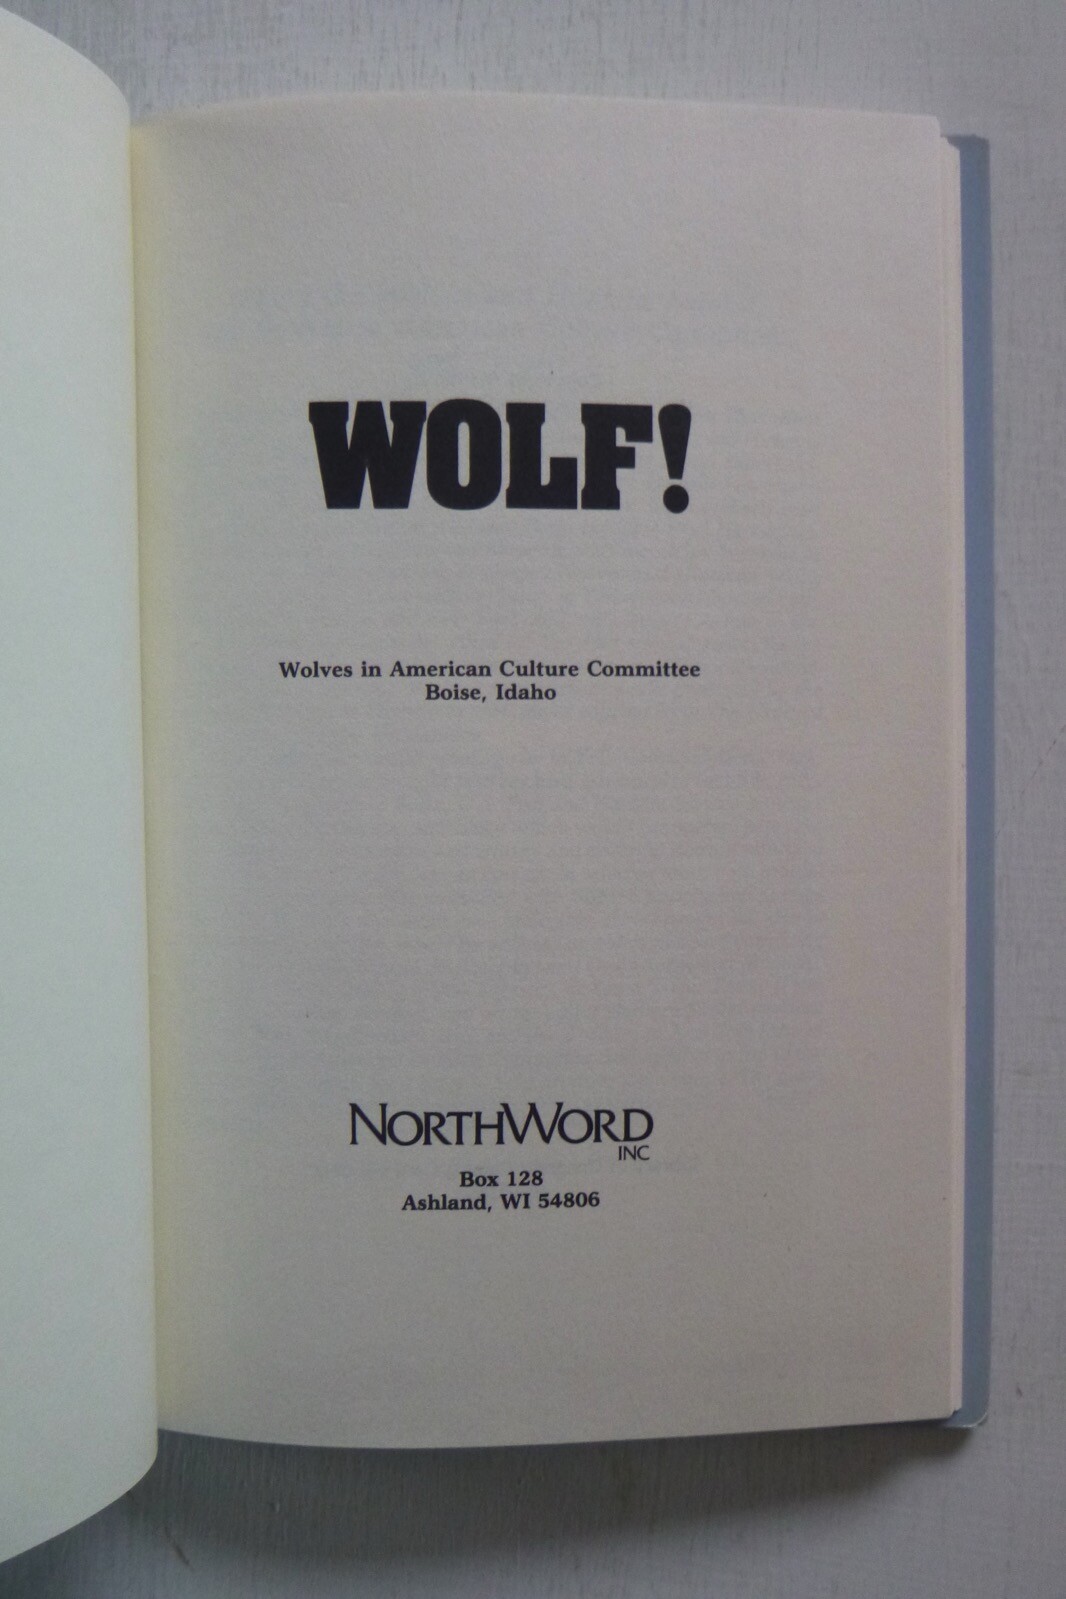 WOLF!
Wolves in American Culture Committee
Boise, Idaho
NORTHWORD
INC
Box 128
Ashland, WI 54806